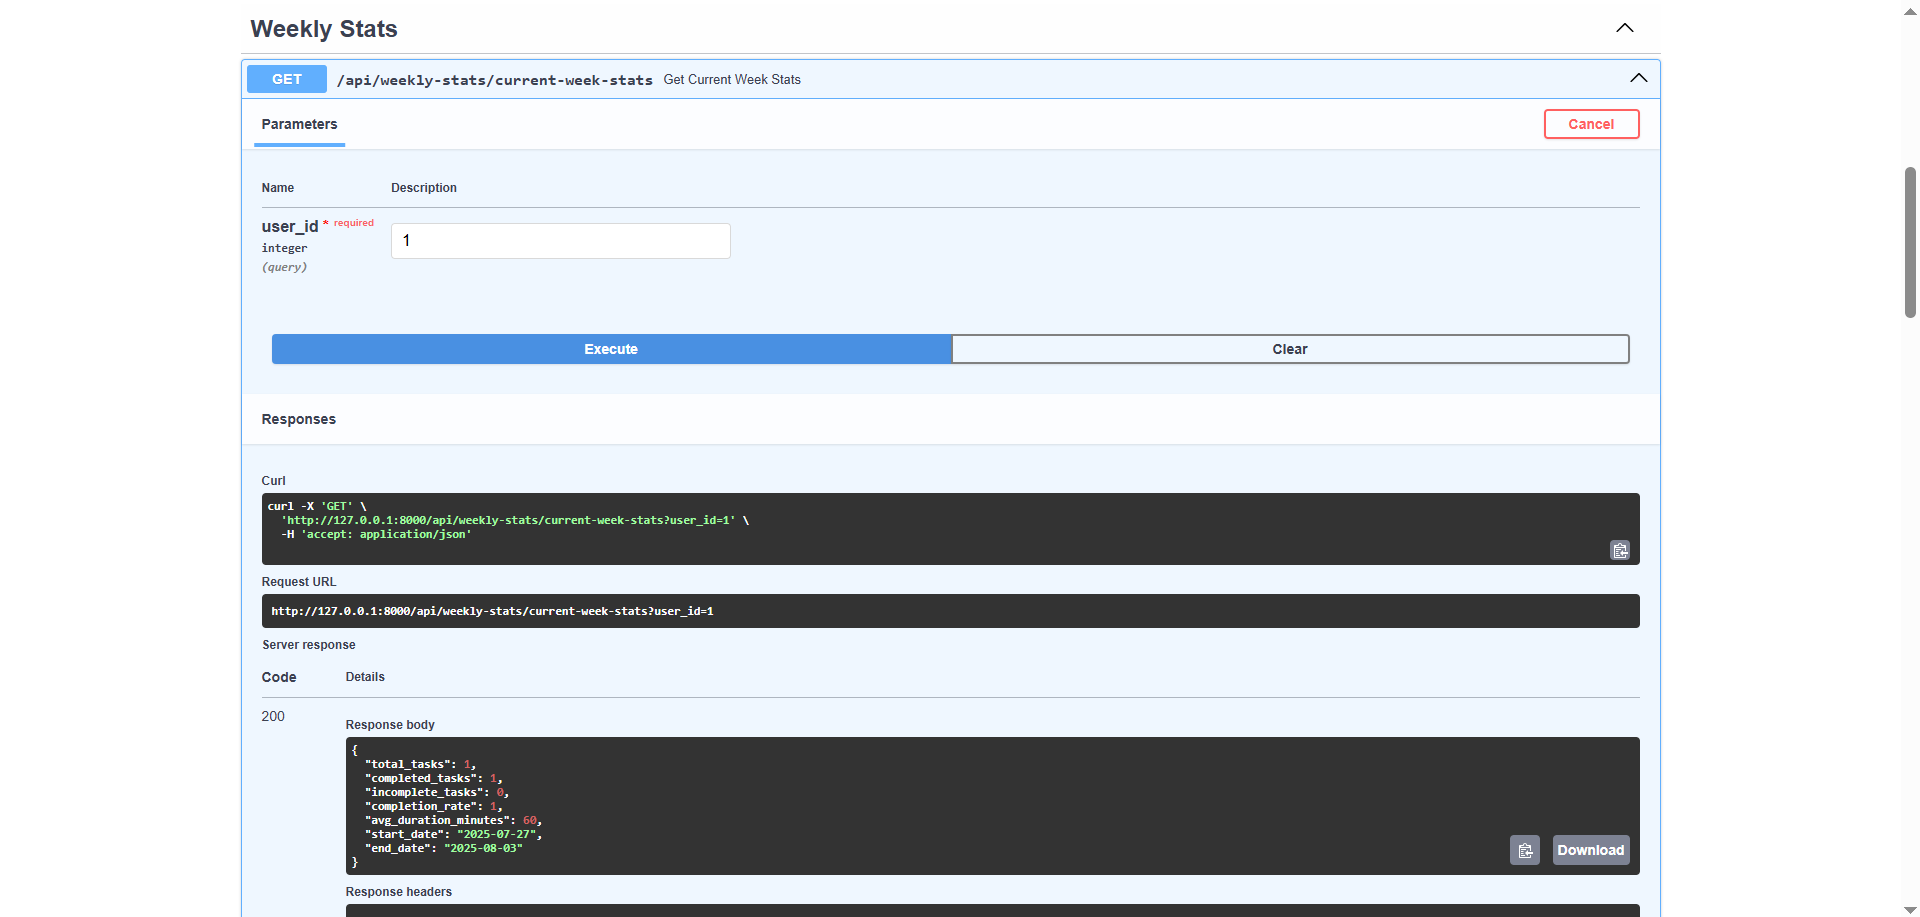 Weekly Stats
GET /api/weekly-stats/current-week-stats Get Current Week Stats
Parameters
Cancel
Name Description
user_id * required
integer
(query)
1
Execute
Clear
Responses
Curl
curl -X 'GET' \
'http://127.0.0.1:8000/api/weekly-stats/current-week-stats?user_id=1' \
-H 'accept: application/json'
Request URL
http://127.0.0.1:8000/api/weekly-stats/current-week-stats?user_id=1
Server response
Code Details
200
Response body
{
"total_tasks": 1,
"completed_tasks": 1,
"incomplete_tasks": 0,
"completion_rate": 1,
"avg_duration_minutes": 60,
"start_date": "2025-07-27",
"end_date": "2025-08-03"
}
Download
Response headers